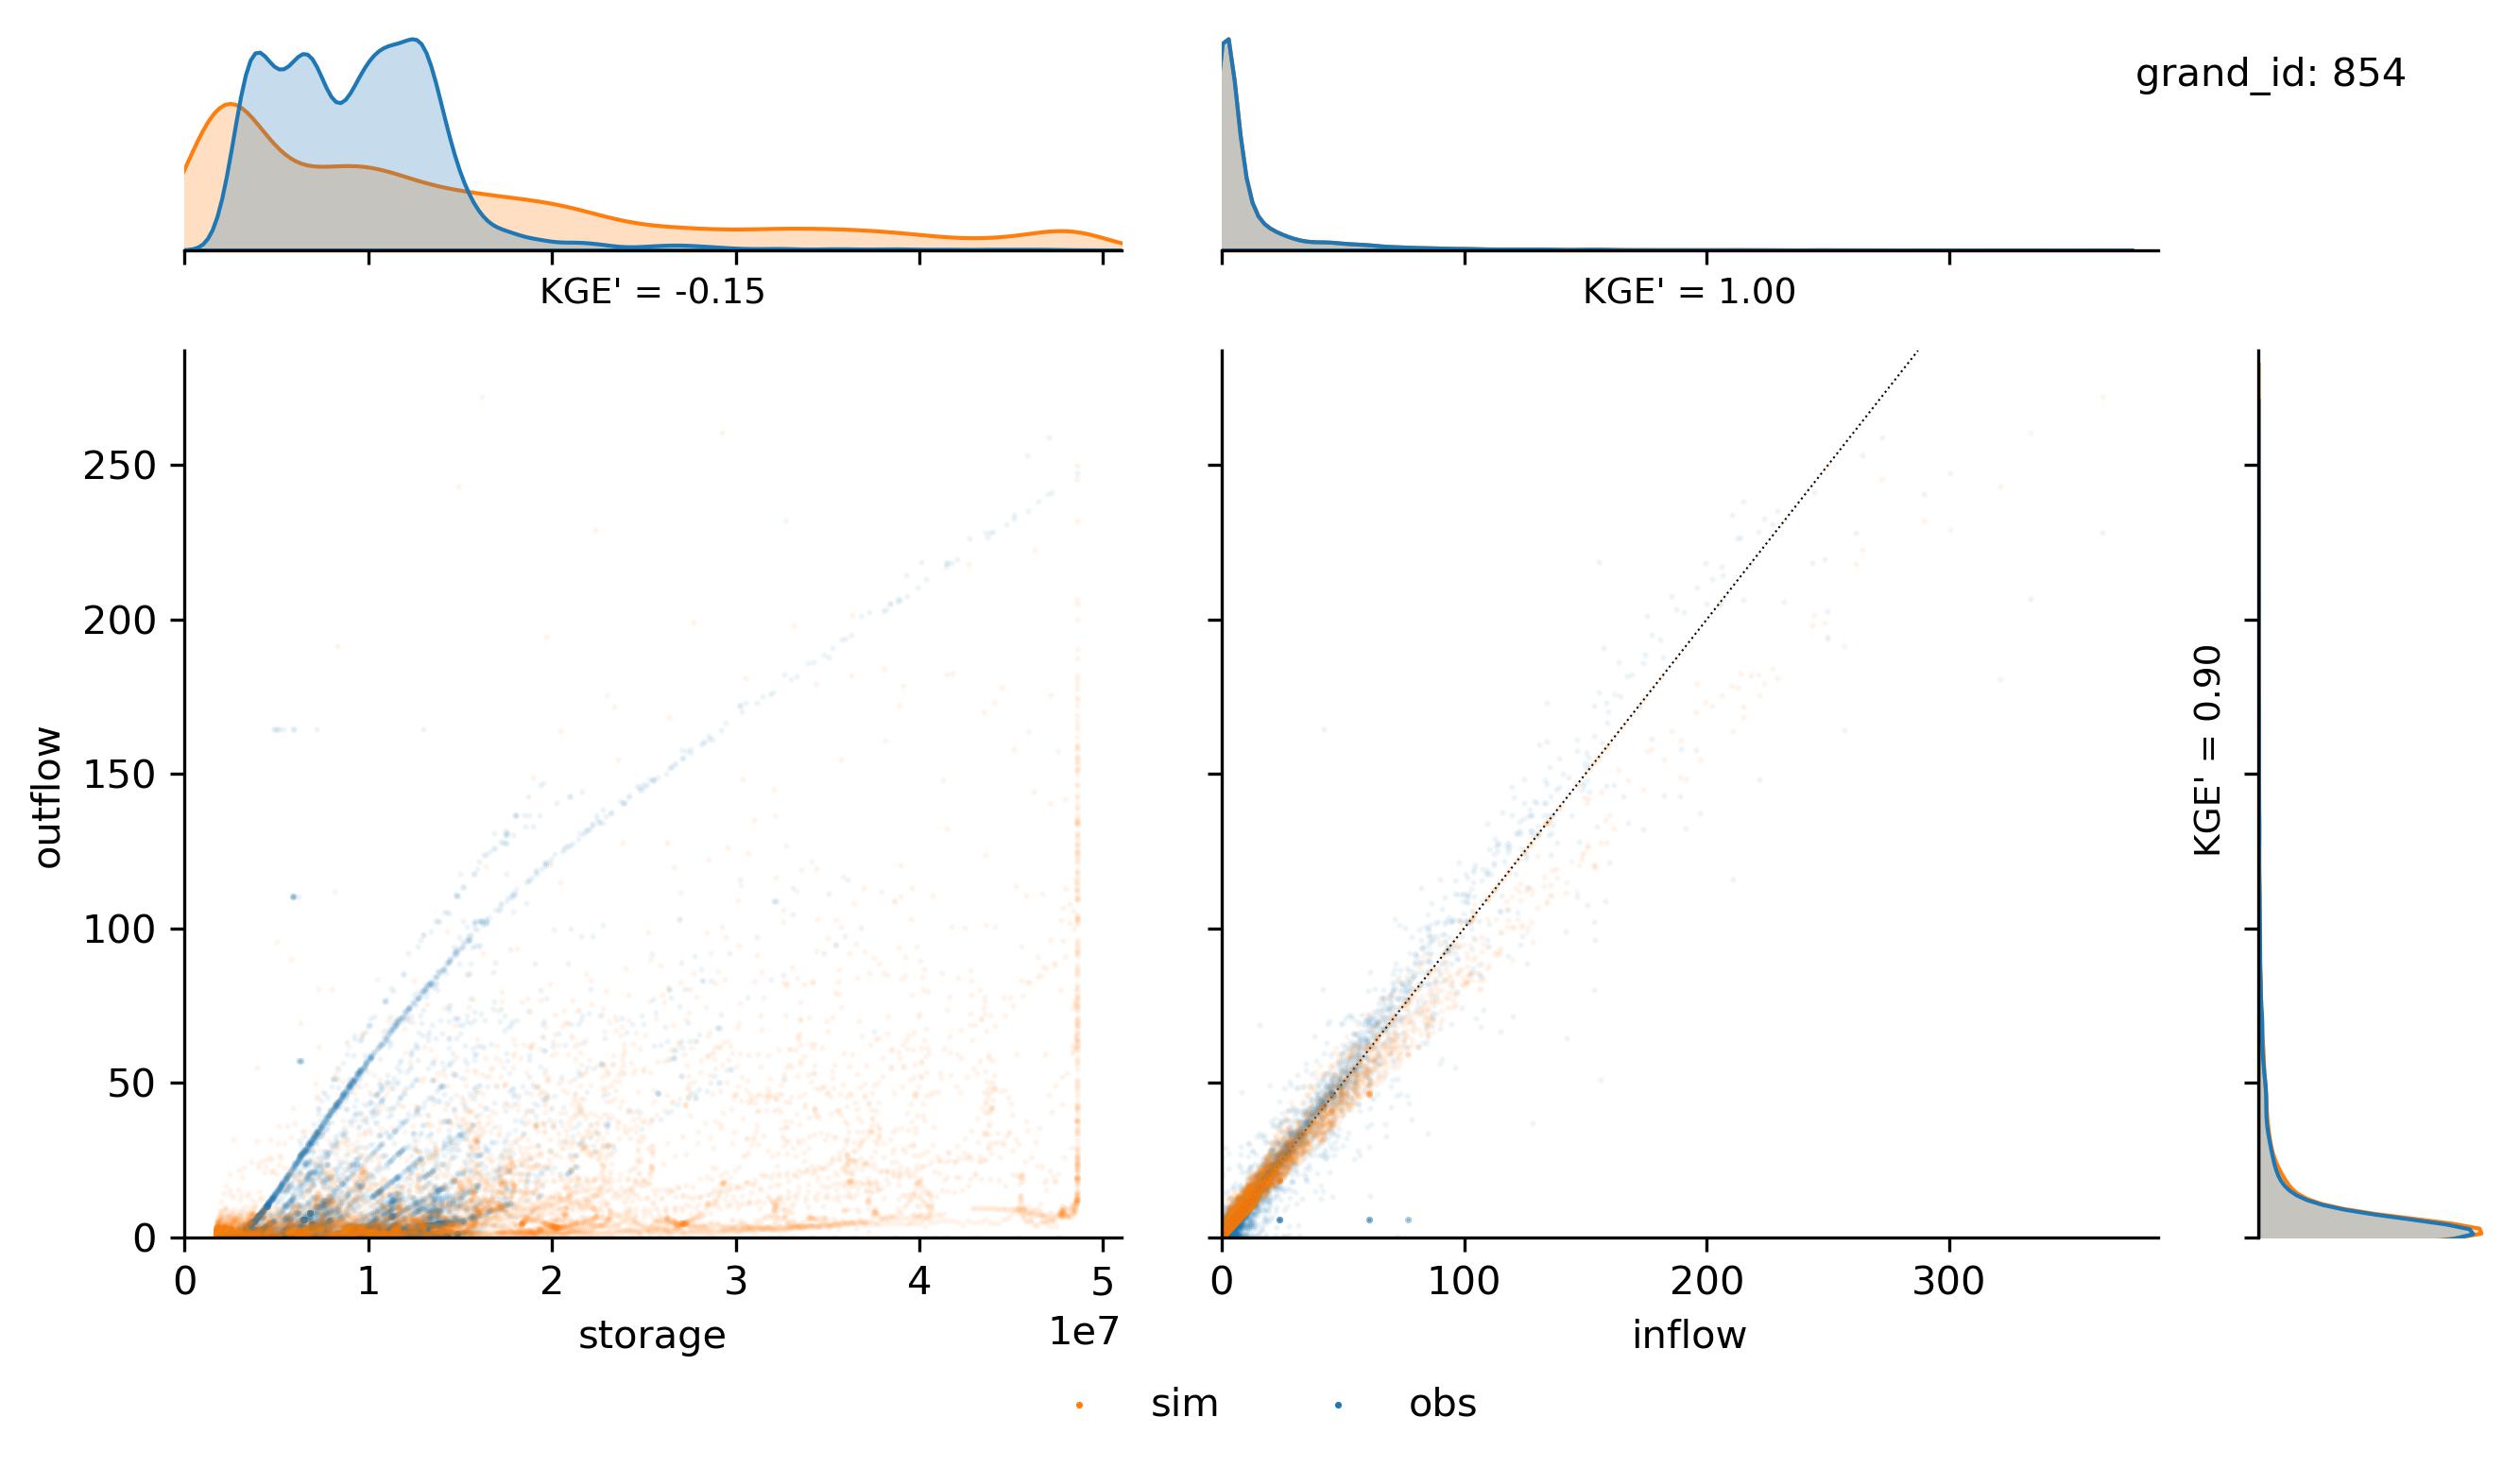 grand_id: 854
KGE' = -0.15
KGE' = 1.00
250
200
150
100
50
0
outflow
0 1 2 3 4 5
1e7
storage
0 100 200 300
inflow
KGE' = 0.90
sim obs